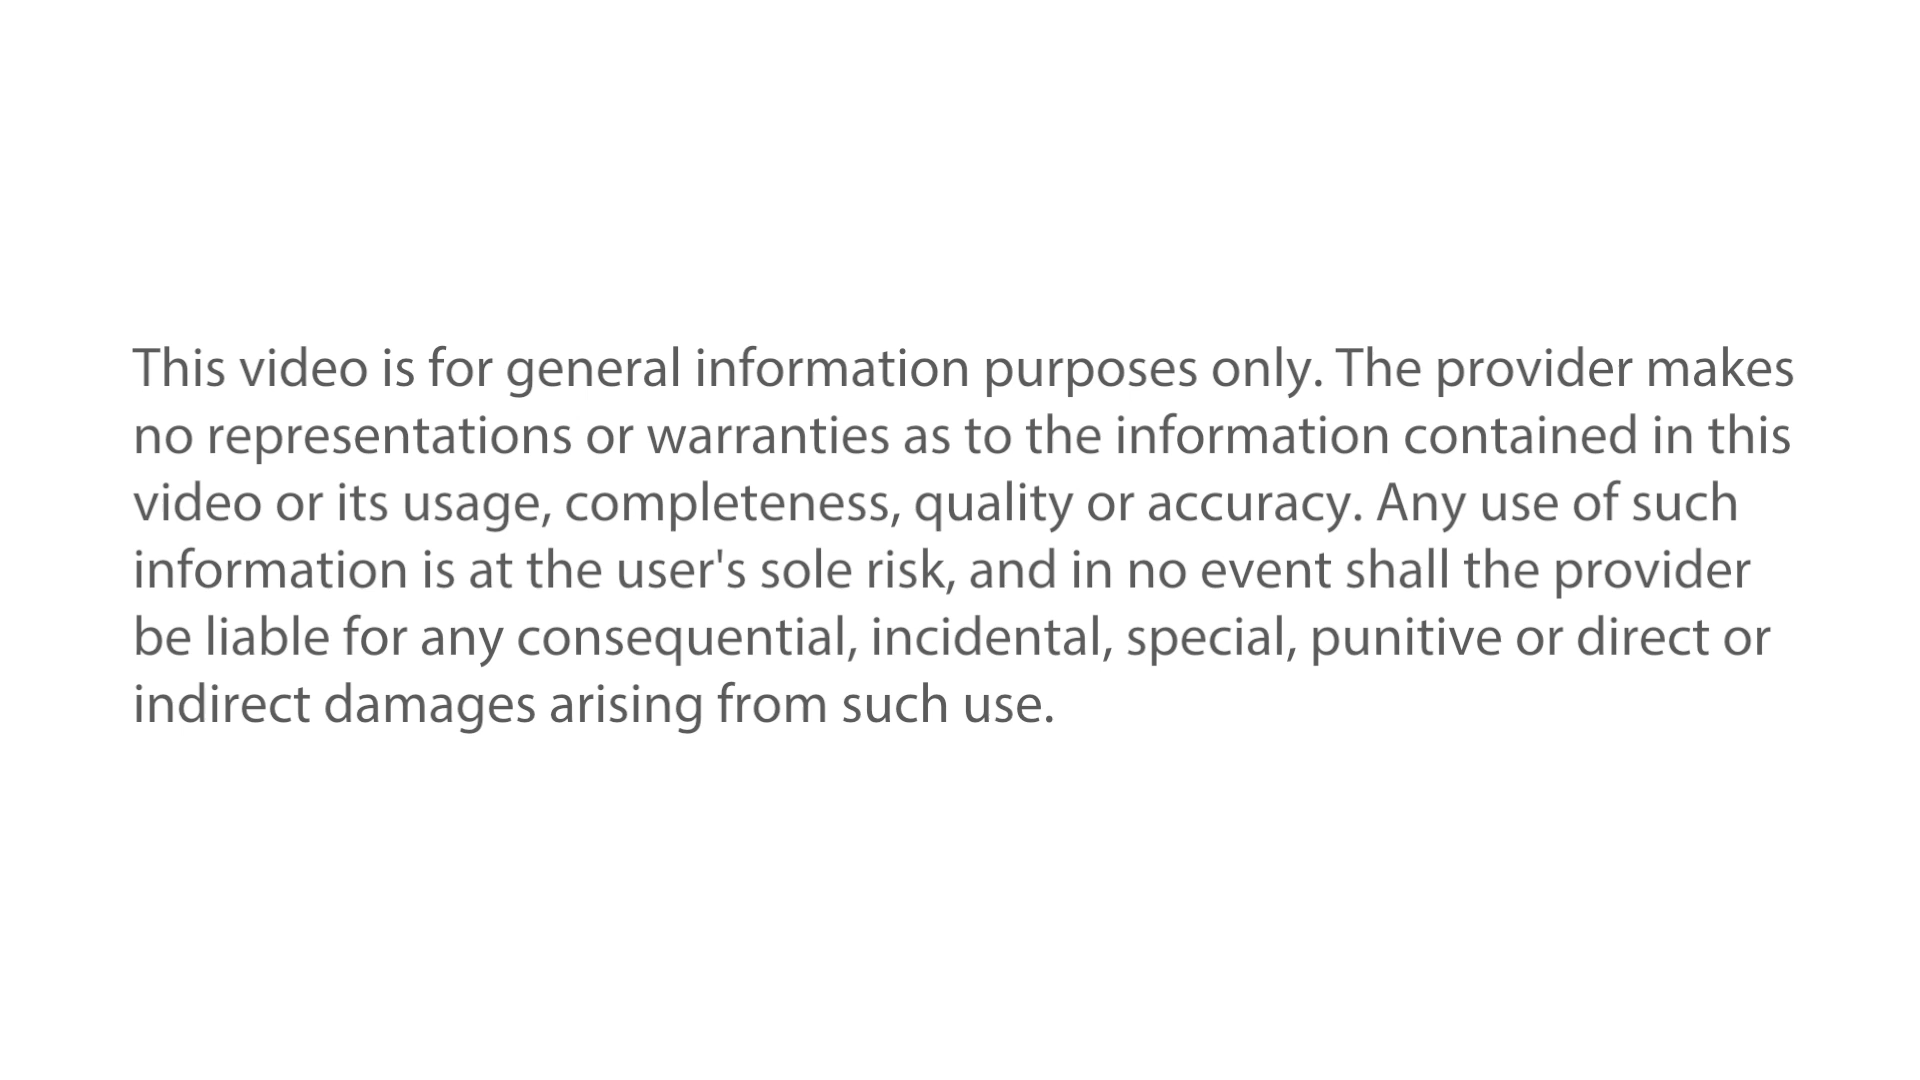 This video is for general information purposes only. The provider makes
no representations or warranties as to the information contained in this
video or its usage, completeness, quality or accuracy. Any use of such
information is at the user's sole risk, and in no event shall the provider
be liable for any consequential, incidental, special, punitive or direct or
indirect damages arising from such use.